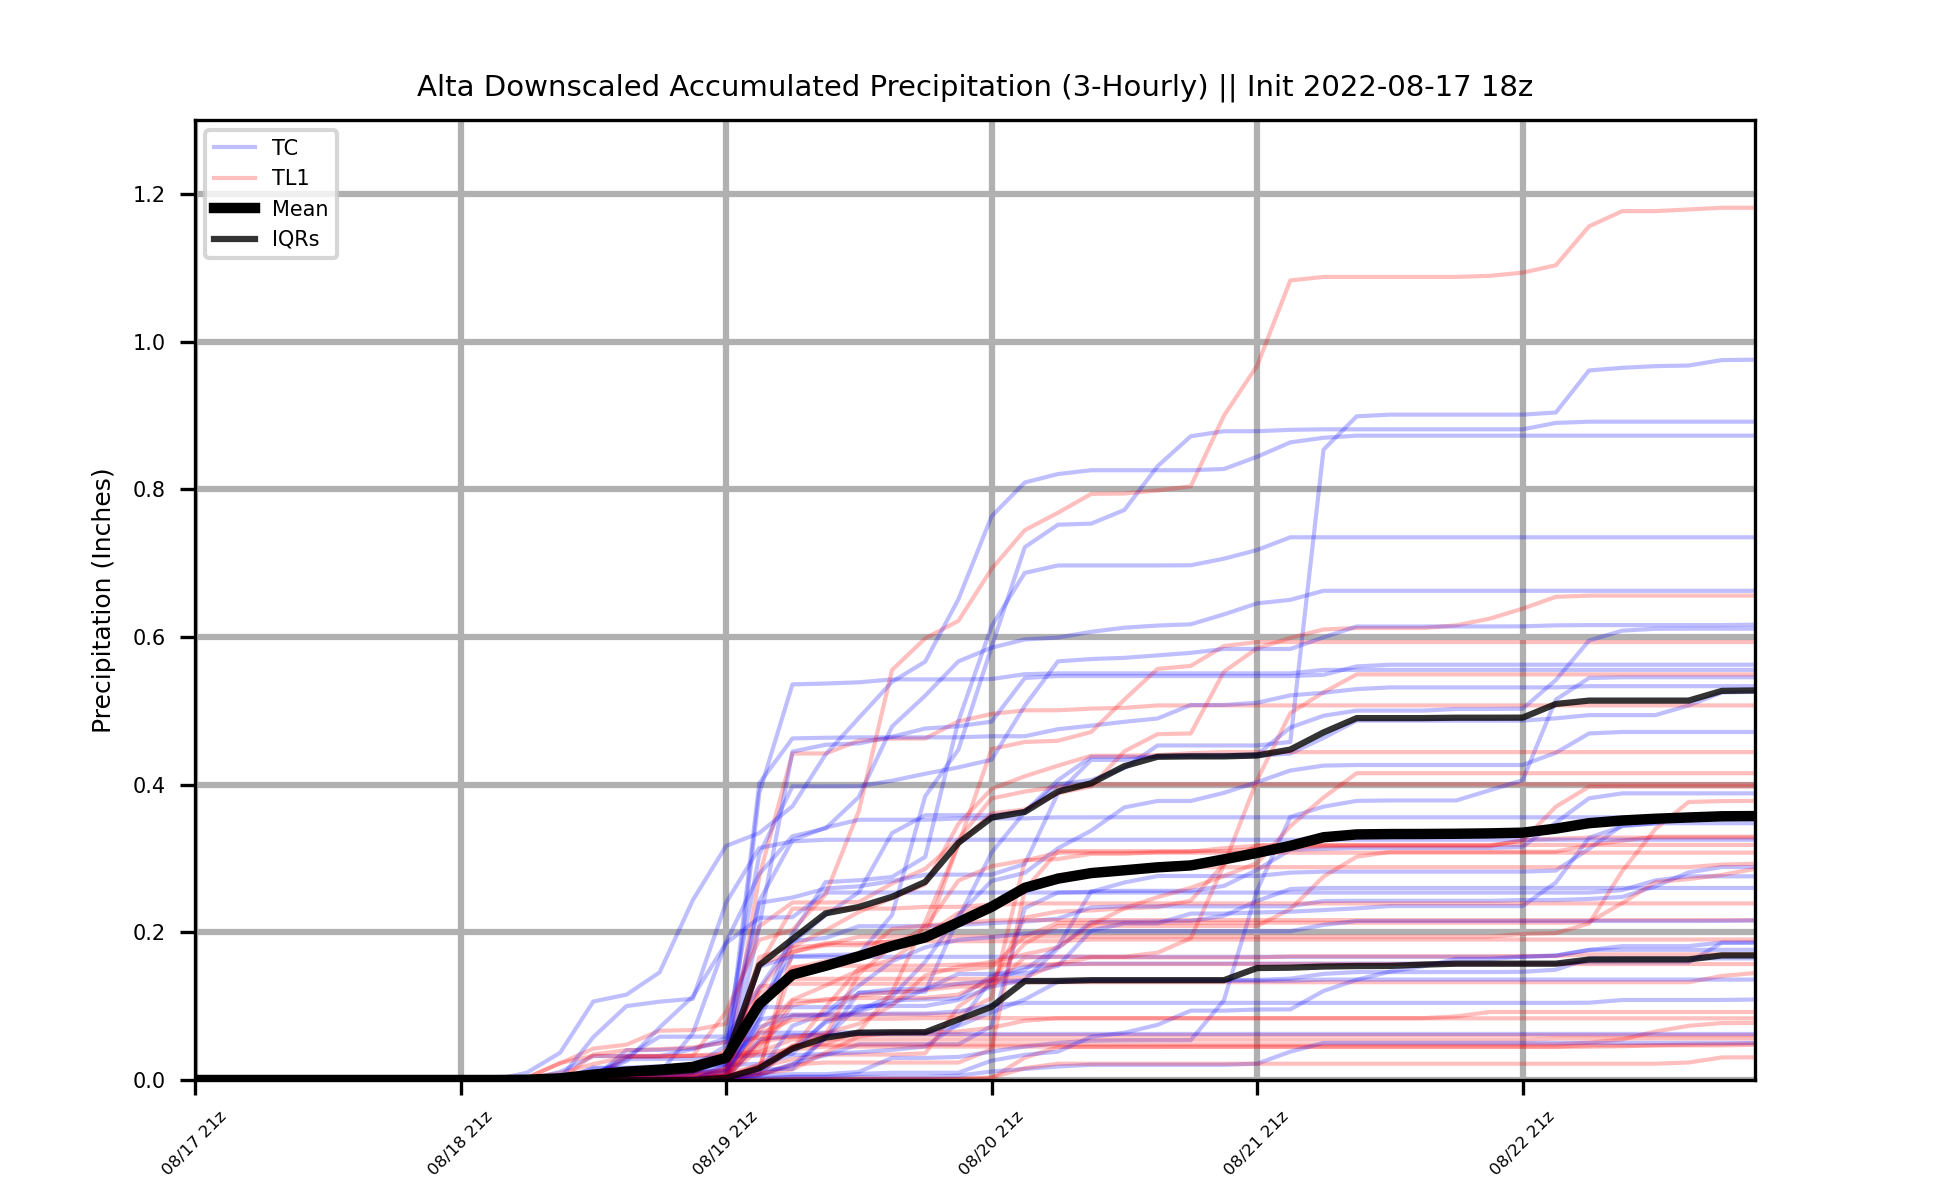 Alta Downscaled Accumulated Precipitation (3-Hourly) || Init 2022-08-17 18z
TC
TL1
Mean
IQRs
Precipitation (Inches)
1.2
1.0
0.8
0.6
0.4
0.2
0.0
08/17 21z
08/18 21z
08/19 21z
08/20 21z
08/21 21z
08/22 21z